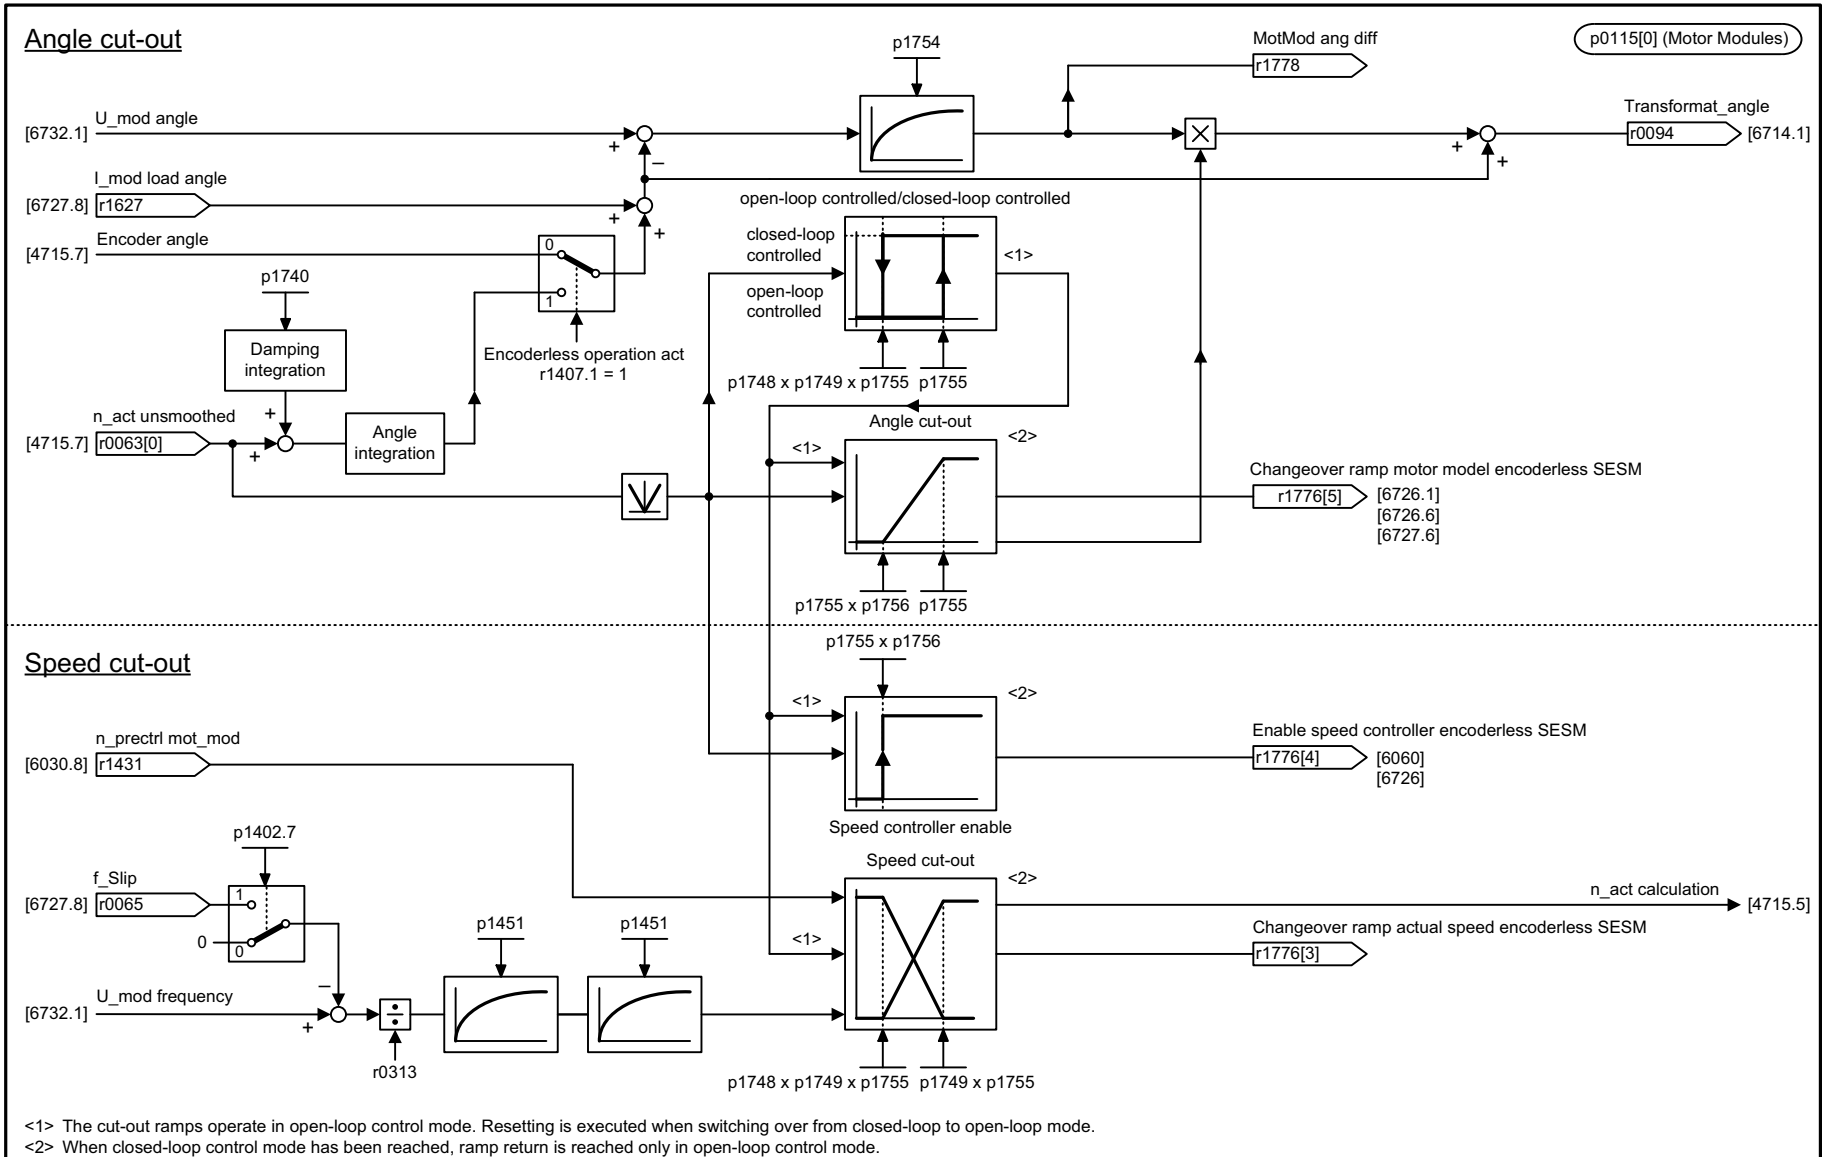 Angle cut-out
p0115[0] (Motor Modules)
p1754
MotMod ang diff
r1778
U_mod angle
[6732.1]
+
–
Transformat_angle
r0094
[6714.1]
+
+
I_mod load angle
[6727.8]
r1627
+
+
Encoder angle
[4715.7]
0
1
Encoderless operation act
r1407.1 = 1
open-loop controlled/closed-loop controlled
closed-loop
controlled
open-loop
controlled
<1>
p1748 x p1749 x p1755
p1755
p1740
Damping
integration
+
n_act unsmoothed
[4715.7]
r0063[0]
+
Angle
integration
Angle cut-out
<1>
<2>
p1755 x p1756
p1755
Changeover ramp motor model encoderless SESM
r1776[5]
[6726.1]
[6726.6]
[6727.6]
Speed cut-out
p1755 x p1756
<1>
<2>
Speed controller enable
Enable speed controller encoderless SESM
r1776[4]
[6060]
[6726]
n_prectrl mot_mod
[6030.8]
r1431
p1402.7
f_Slip
[6727.8]
r0065
1
0
0
U_mod frequency
[6732.1]
–
+
÷
r0313
p1451
p1451
Speed cut-out
<1>
<2>
p1748 x p1749 x p1755
p1749 x p1755
n_act calculation
[4715.5]
Changeover ramp actual speed encoderless SESM
r1776[3]
<1> The cut-out ramps operate in open-loop control mode. Resetting is executed when switching over from closed-loop to open-loop mode.
<2> When closed-loop control mode has been reached, ramp return is reached only in open-loop control mode.